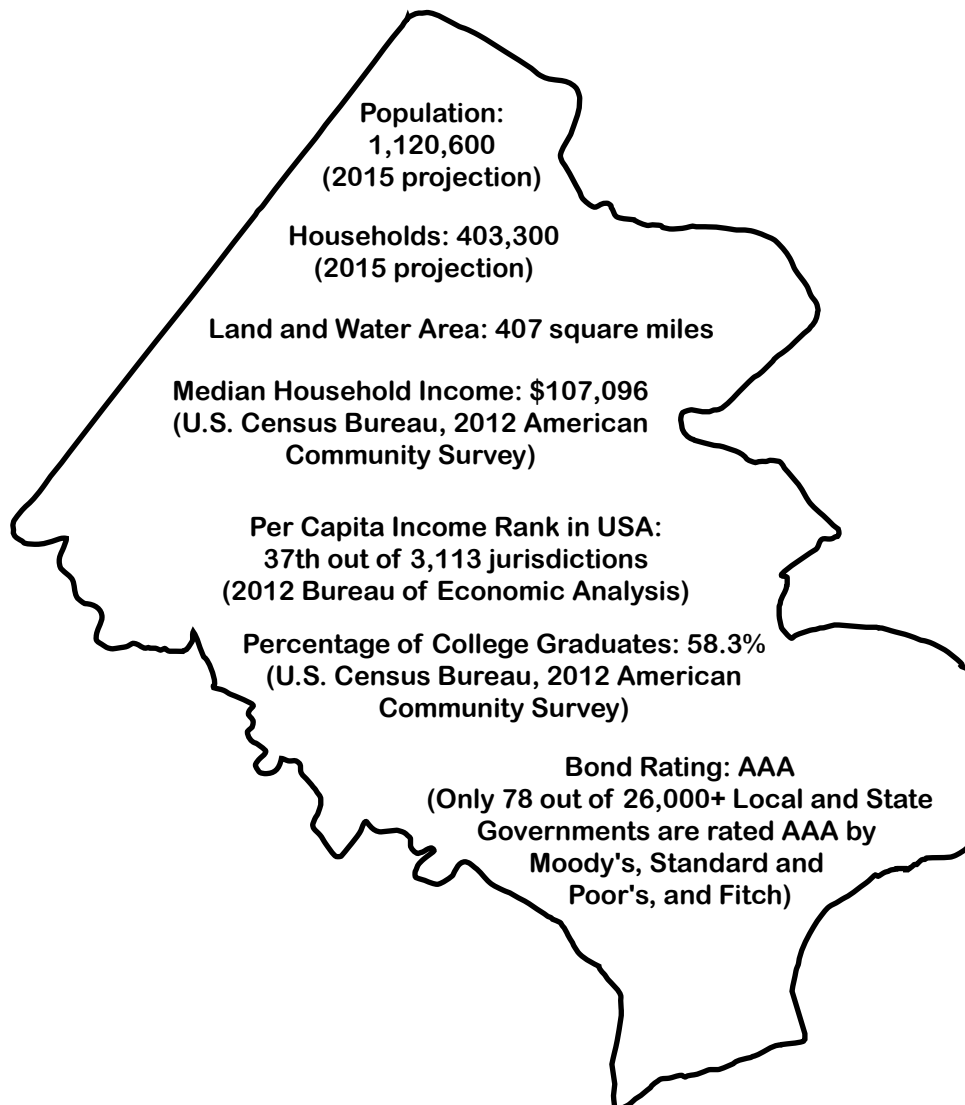 Population:
1,120,600
(2015 projection)
Households: 403,300
(2015 projection)
Land and Water Area: 407 square miles
Median Household Income: $107,096
(U.S. Census Bureau, 2012 American
Community Survey)
Per Capita Income Rank in USA:
37th out of 3,113 jurisdictions
(2012 Bureau of Economic Analysis)
Percentage of College Graduates: 58.3%
(U.S. Census Bureau, 2012 American
Community Survey)
Bond Rating: AAA
(Only 78 out of 26,000+ Local and State
Governments are rated AAA by
Moody's, Standard and
Poor's, and Fitch)